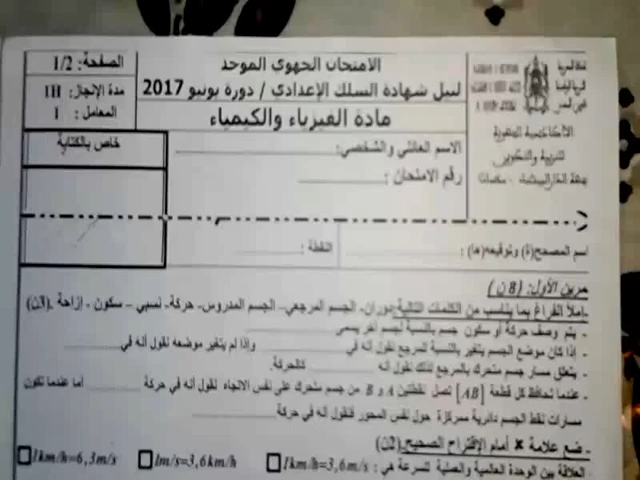 الامتحان الجهوي الموحد
لنيل شهادة السلك الإعدادي / دورة يونيو 2017
مادة الفيزياء والكيمياء
الصفحة: 1/2
مدة الإنجاز: 1H
المعامل: 1
خاص بالكتابة
الأكاديمية الجهوية
للتربية والتكوين
الاسم العائلي والشخصي:
رقم الامتحان :
اسم المصحح(ة) وتوقيعه(ها) :
النقطة :
تمرين الأول: (8 ن)
-إملأ الفراغ بما يناسب من الكلمات التالية:دوران- الجسم المرجعي- الجسم المدروس- حركة- نسبي – سكون - إزاحة .(3ن)
- يتم وصف حركة أو سكون جسم بالنسبة لجسم آخر يسمى
- إذا كان موضع الجسم يتغير بالنسبة للمرجع نقول أنه في وإذا لم يتغير موضعه نقول أنه في
- يتعلق مسار جسم متحرك بالمرجع لذلك نقول أنه كالحركة.
- عندما تحافظ كل قطعة [AB] تصل نقطتين A و B من جسم متحرك على نفس الاتجاه نقول أنه في حركة أما عندما تكون
مسارات نقط الجسم دائرية ممركزة حول نفس المحور فنقول أنه في حركة
- ضع علامة × أمام الإقتراح الصحيح.(2ن)
العلاقة بين الوحدة العالمية والعملية للسرعة هي : 1km/h=3,6m/s 1m/s=3,6km/h 1km/h=6,3m/s